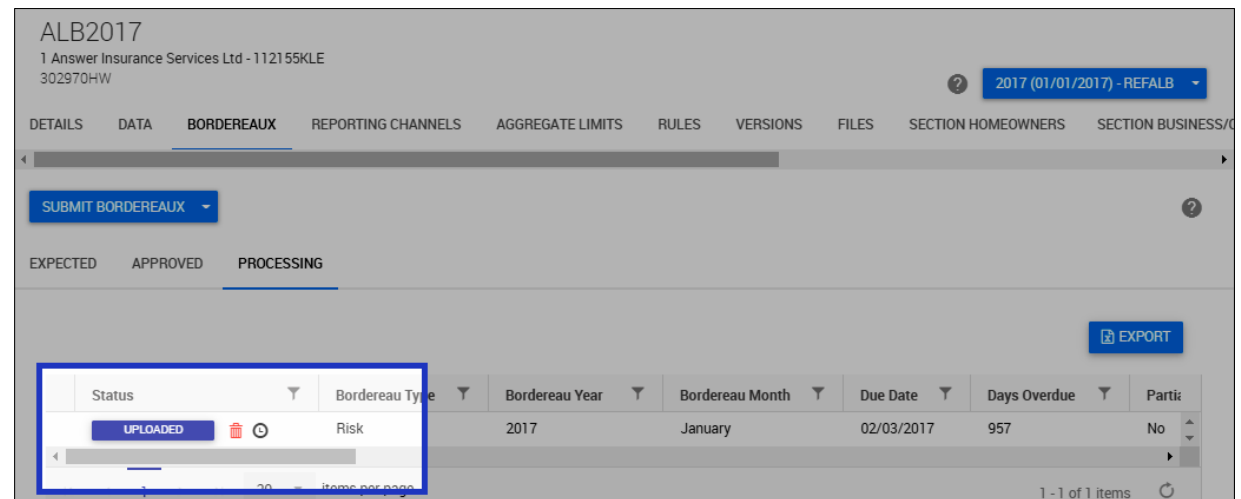 ALB2017
1 Answer Insurance Services Ltd - 112155KLE
302970HW
? 2017 (01/01/2017) - REFALB
DETAILS DATA BORDEREAUX REPORTING CHANNELS AGGREGATE LIMITS RULES VERSIONS FILES SECTION HOMEOWNERS SECTION BUSINESS/
SUBMIT BORDEREAUX ?
EXPECTED APPROVED PROCESSING
EXPORT
Status Bordereau Type Bordereau Year Bordereau Month Due Date Days Overdue Partia
UPLOADED Risk 2017 January 02/03/2017 957 No
items per page 1 - 1 of 1 items